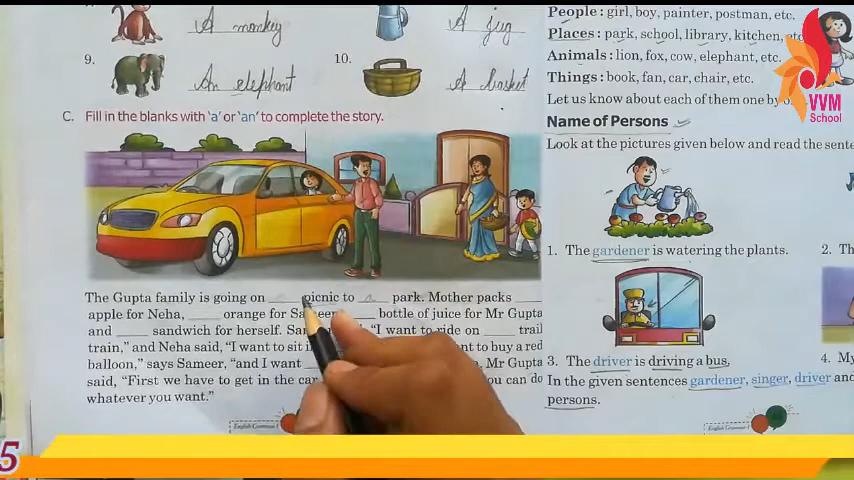 A monkey
A jug
9.
An elephant
10.
A basket
C. Fill in the blanks with 'a' or 'an' to complete the story.
The Gupta family is going on ____ picnic to a park. Mother packs ____
apple for Neha, ____ orange for Sameer, ____ bottle of juice for Mr Gupta
and ____ sandwich for herself. "I want to ride on ____
train," and Neha said, "I want to sit to buy a red
balloon," says Sameer, "and I want ____ Mr Gupta
said, "First we have to get in the car you can do
whatever you want."
English Grammar-1
People: girl, boy, painter, postman, etc.
Places: park, school, library, kitchen, etc
Animals: lion, fox, cow, elephant, etc.
Things: book, fan, car, chair, etc.
Let us know about each of them one by
Name of Persons
Look at the pictures given below and read the sente
1. The gardener is watering the plants.
2. Th
3. The driver is driving a bus,
4. My
In the given sentences gardener, singer, driver and
persons.
English Grammar-1
VVM
School
5